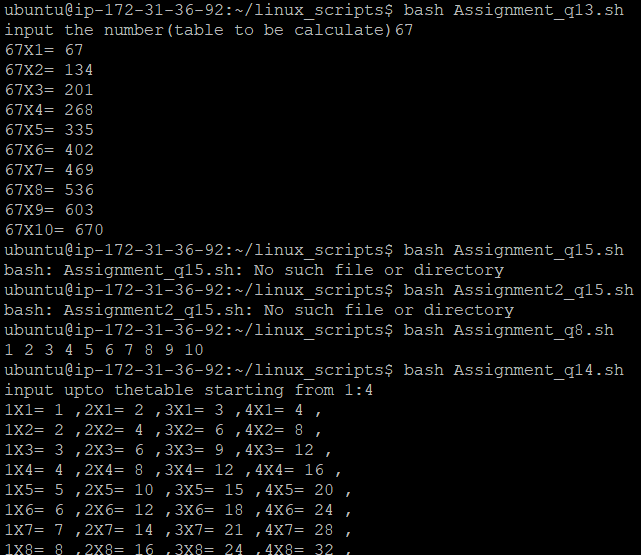 ubuntu@ip-172-31-36-92:~/linux_scripts$ bash Assignment_q13.sh
input the number(table to be calculate)67
67X1= 67
67X2= 134
67X3= 201
67X4= 268
67X5= 335
67X6= 402
67X7= 469
67X8= 536
67X9= 603
67X10= 670
ubuntu@ip-172-31-36-92:~/linux_scripts$ bash Assignment_q15.sh
bash: Assignment_q15.sh: No such file or directory
ubuntu@ip-172-31-36-92:~/linux_scripts$ bash Assignment2_q15.sh
bash: Assignment2_q15.sh: No such file or directory
ubuntu@ip-172-31-36-92:~/linux_scripts$ bash Assignment_q8.sh
1 2 3 4 5 6 7 8 9 10
ubuntu@ip-172-31-36-92:~/linux_scripts$ bash Assignment_q14.sh
input upto thetable starting from 1:4
1X1= 1 ,2X1= 2 ,3X1= 3 ,4X1= 4 ,
1X2= 2 ,2X2= 4 ,3X2= 6 ,4X2= 8 ,
1X3= 3 ,2X3= 6 ,3X3= 9 ,4X3= 12 ,
1X4= 4 ,2X4= 8 ,3X4= 12 ,4X4= 16 ,
1X5= 5 ,2X5= 10 ,3X5= 15 ,4X5= 20 ,
1X6= 6 ,2X6= 12 ,3X6= 18 ,4X6= 24 ,
1X7= 7 ,2X7= 14 ,3X7= 21 ,4X7= 28 ,
1X8= 8 ,2X8= 16 ,3X8= 24 ,4X8= 32 ,